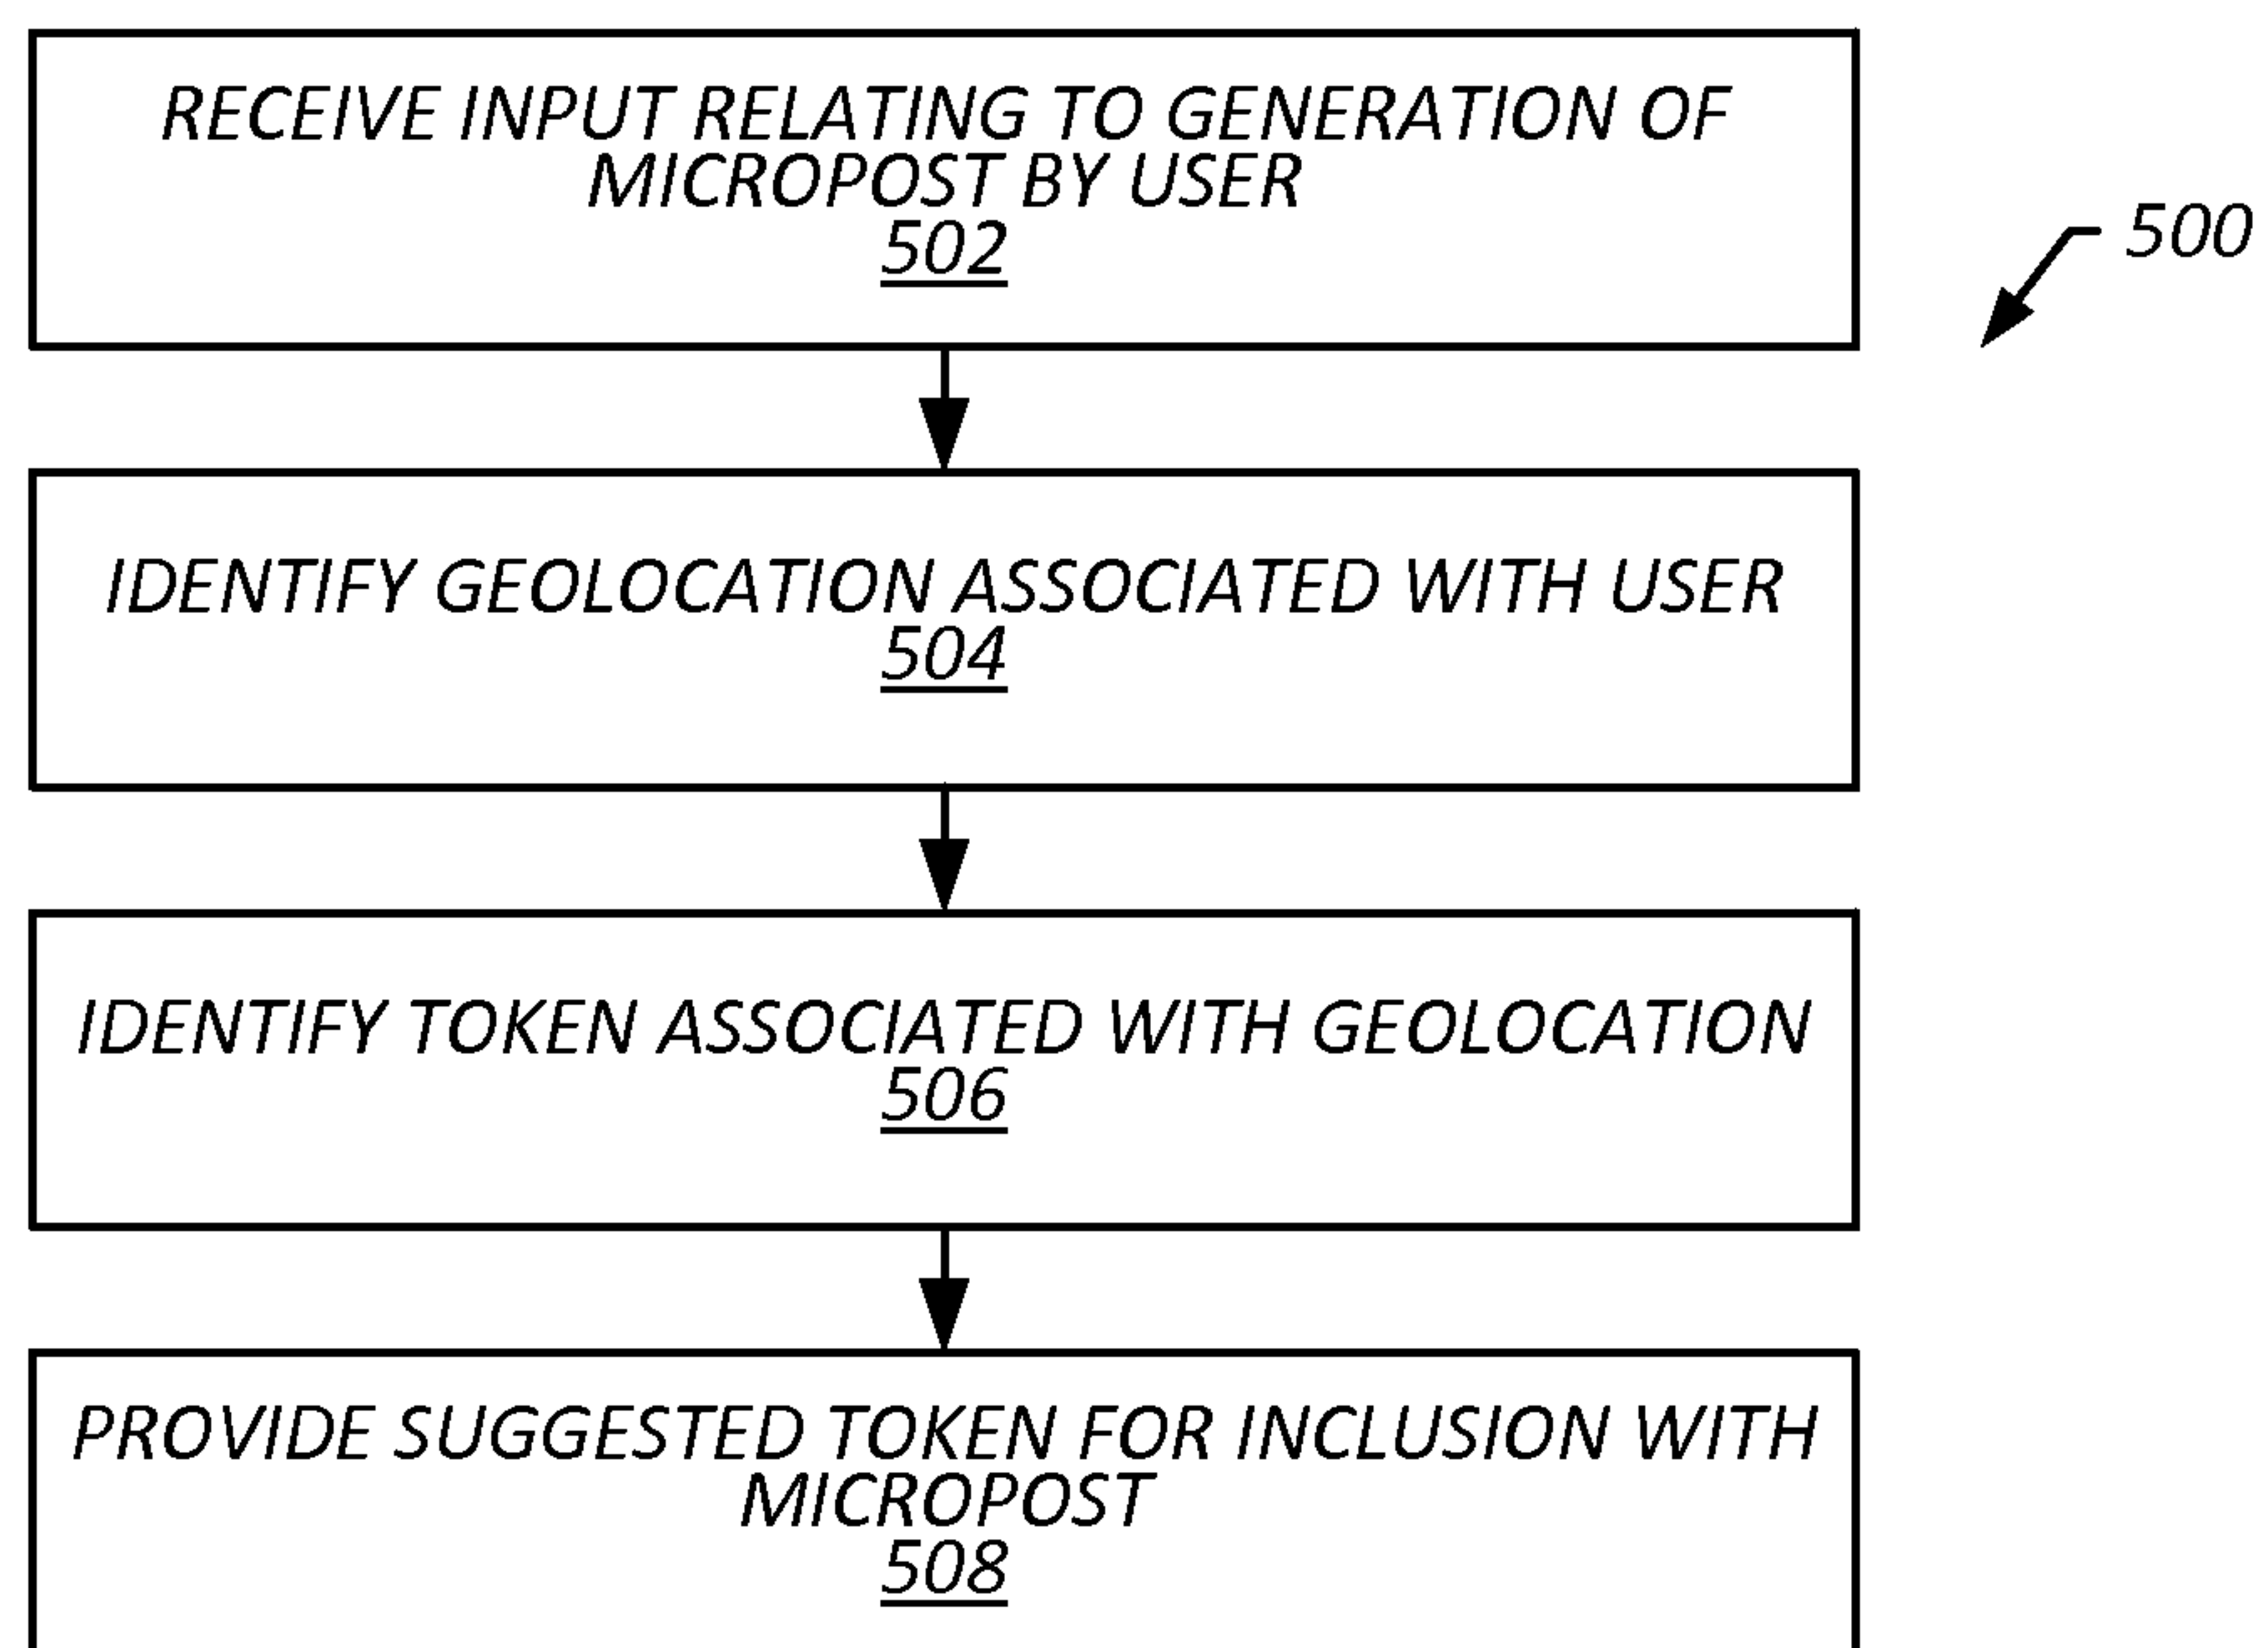 RECEIVE INPUT RELATING TO GENERATION OF
MICROPOST BY USER
502
500
IDENTIFY GEOLOCATION ASSOCIATED WITH USER
504
IDENTIFY TOKEN ASSOCIATED WITH GEOLOCATION
506
PROVIDE SUGGESTED TOKEN FOR INCLUSION WITH
MICROPOST
508